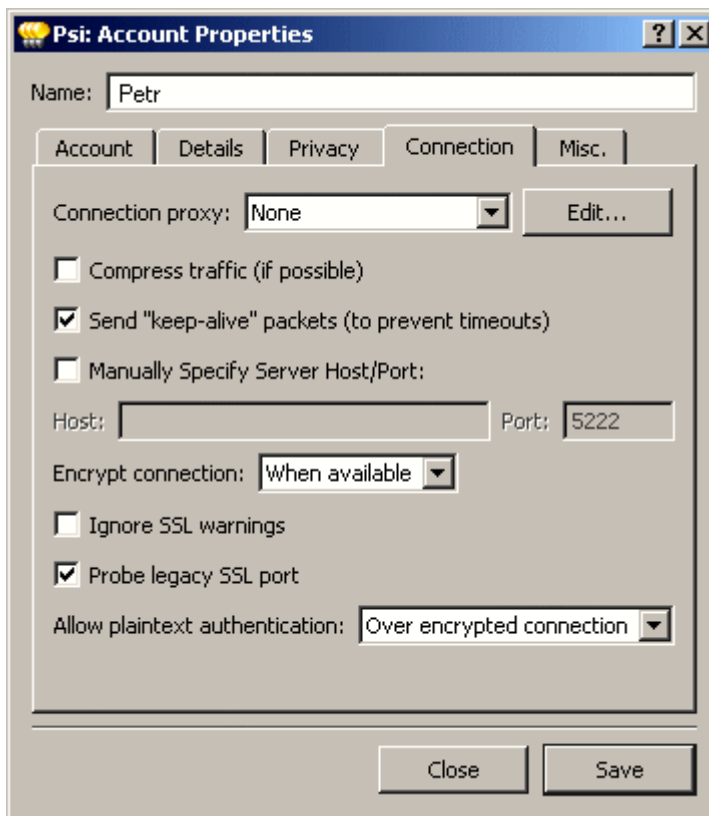 Psi: Account Properties
Name: Petr
Account Details Privacy Connection Misc.
Connection proxy: None Edit...
Compress traffic (if possible)
Send "keep-alive" packets (to prevent timeouts)
Manually Specify Server Host/Port:
Host: Port: 5222
Encrypt connection: When available
Ignore SSL warnings
Probe legacy SSL port
Allow plaintext authentication: Over encrypted connection
Close Save